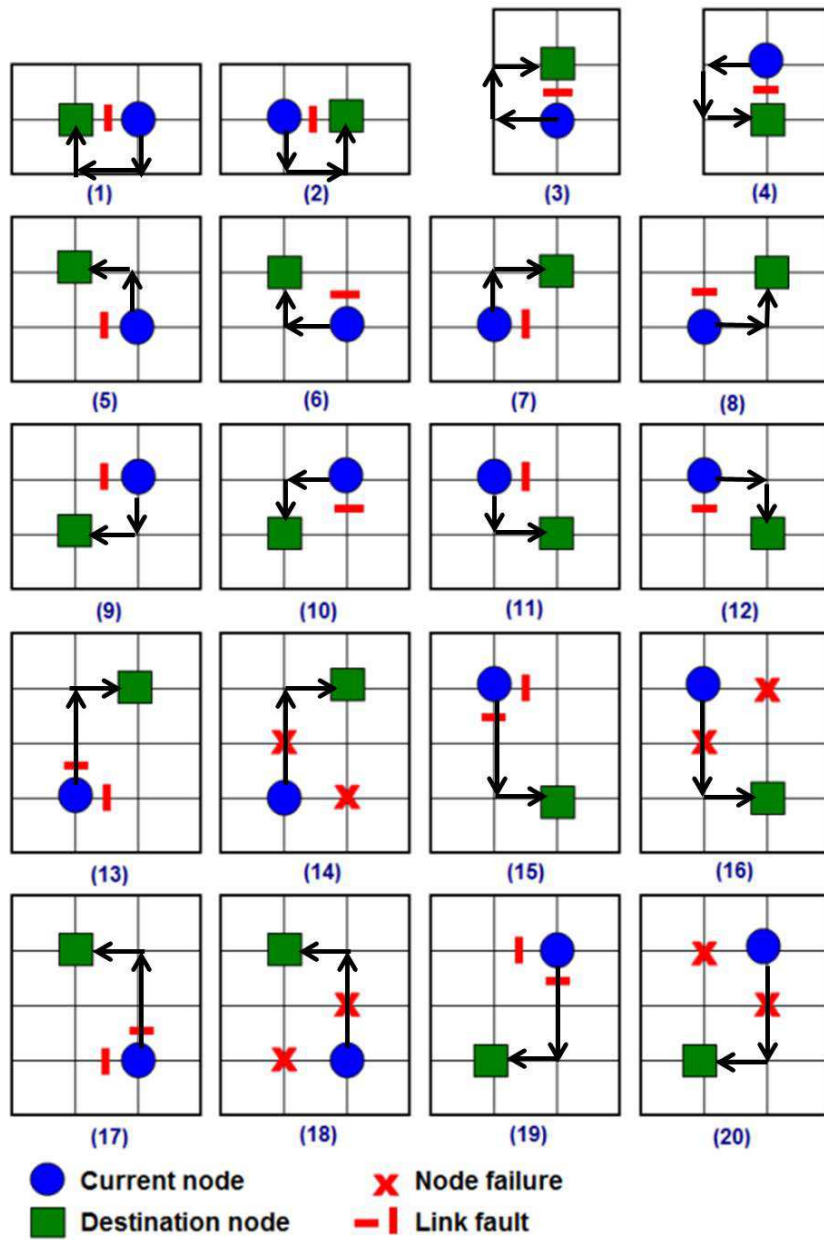 (1) (2) (3) (4)
(5) (6) (7) (8)
(9) (10) (11) (12)
(13) (14) (15) (16)
(17) (18) (19) (20)
Current node Node failure
Destination node Link fault